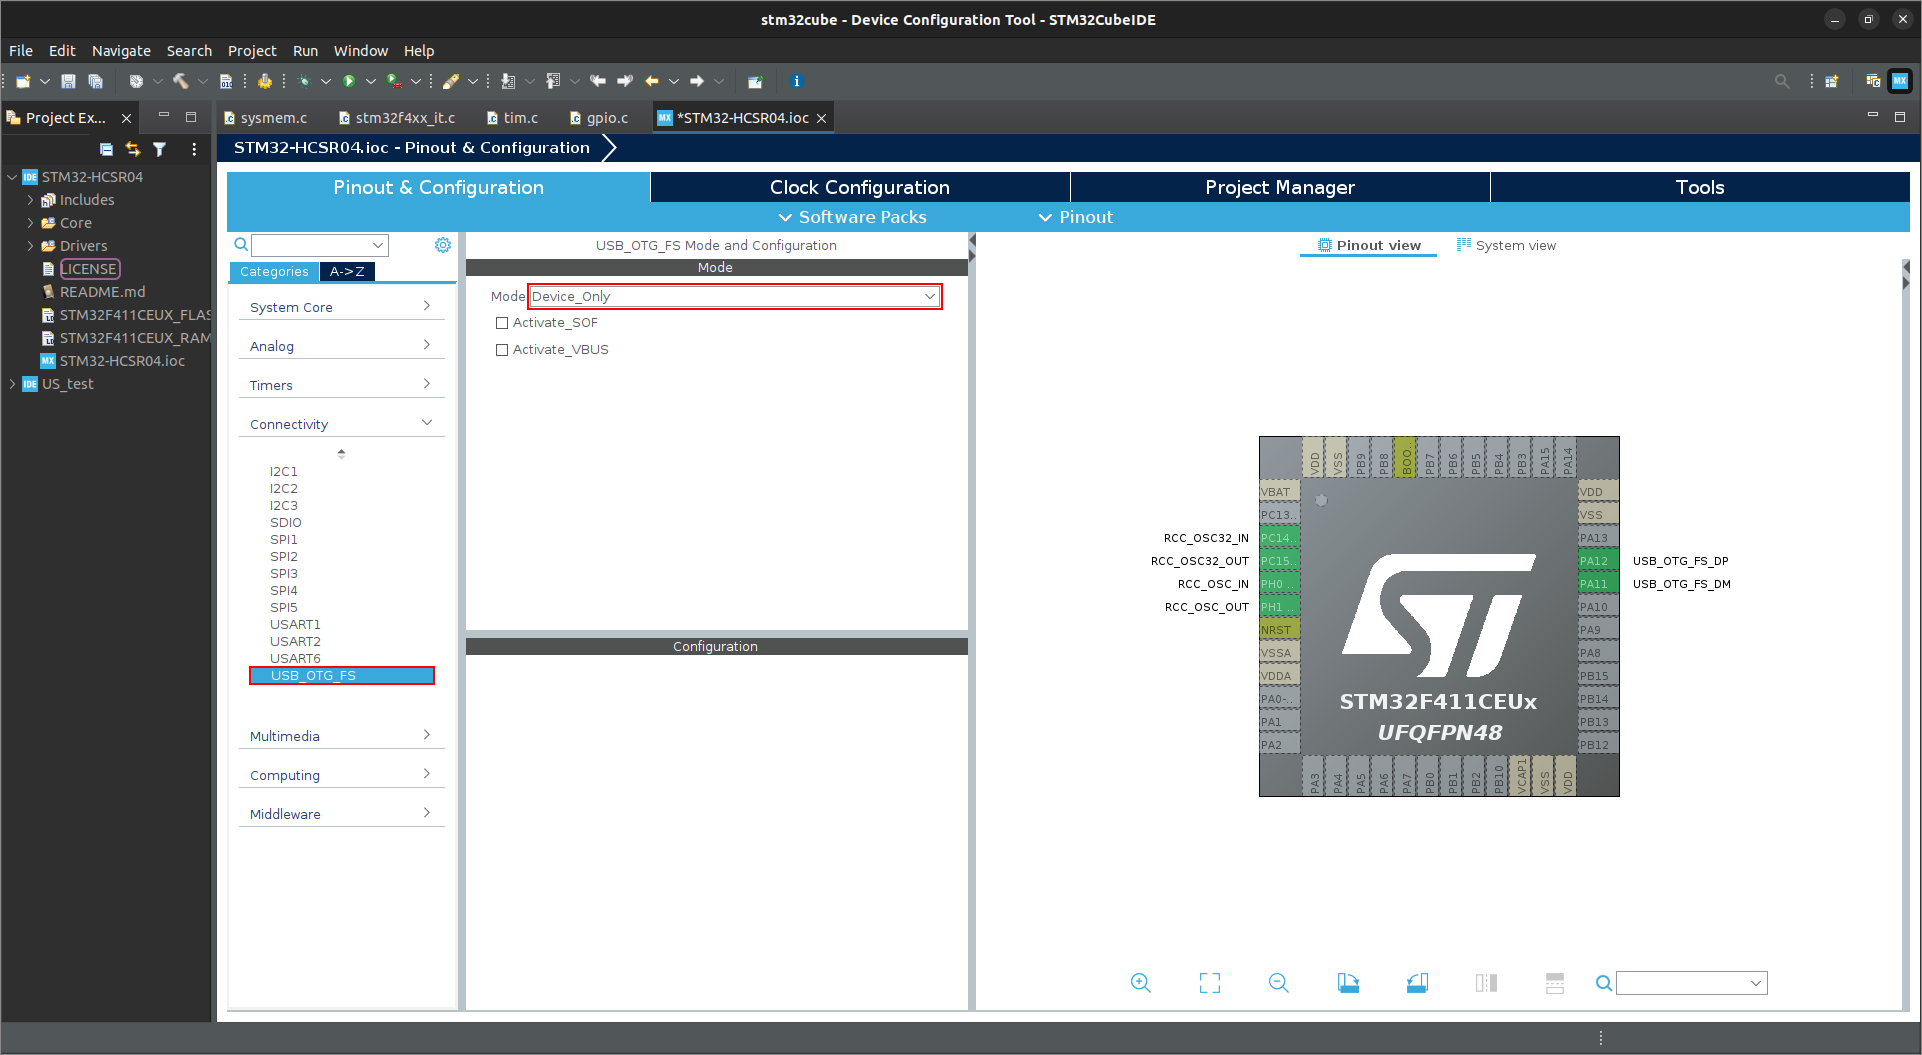 stm32cube - Device Configuration Tool - STM32CubeIDE
File Edit Navigate Search Project Run Window Help
Project Ex...
sysmem.c
stm32f4xx_it.c
tim.c
gpio.c
*STM32-HCSR04.ioc
STM32-HCSR04
Includes
Core
Drivers
LICENSE
README.md
STM32F411CEUX_FLAS
STM32F411CEUX_RAM
STM32-HCSR04.ioc
US_test
STM32-HCSR04.ioc - Pinout & Configuration
Pinout & Configuration
Clock Configuration
Project Manager
Tools
Software Packs
Pinout
Categories
A->Z
System Core
Analog
Timers
Connectivity
I2C1
I2C2
I2C3
SDIO
SPI1
SPI2
SPI3
SPI4
SPI5
USART1
USART2
USART6
USB_OTG_FS
Multimedia
Computing
Middleware
USB_OTG_FS Mode and Configuration
Mode
Mode Device_Only
Activate_SOF
Activate_VBUS
Configuration
Pinout view
System view
VDD
VSS
PB9
PB8
BOO..
PB7
PB6
PB5
PB4
PB3
PA15
PA14
VBAT
PC13..
RCC_OSC32_IN PC14..
RCC_OSC32_OUT PC15..
RCC_OSC_IN PH0 ..
RCC_OSC_OUT PH1 ..
NRST
VSSA
VDDA
PA0-..
PA1
PA2
VDD
VSS
PA13
PA12 USB_OTG_FS_DP
PA11 USB_OTG_FS_DM
PA10
PA9
PA8
PB15
PB14
PB13
PB12
STM32F411CEUx
UFQFPN48
PA3
PA4
PA5
PA6
PA7
PB0
PB1
PB2
PB10
VCAP1
VSS
VDD